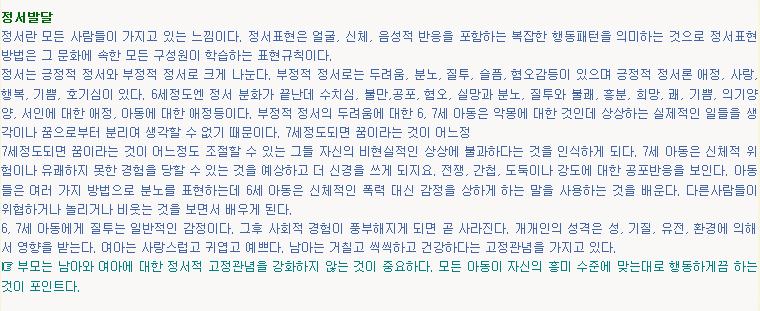 정서발달
정서란 모든 사람들이 가지고 있는 느낌이다. 정서표현은 얼굴, 신체, 음성적 반응을 포함하는 복잡한 행동패턴을 의미하는 것으로 정서표현
방법은 그 문화에 속한 모든 구성원이 학습하는 표현규칙이다.
정서는 긍정적 정서와 부정적 정서로 크게 나눈다. 부정적 정서로는 두려움, 분노, 질투, 슬픔, 혐오감등이 있으며 긍정적 정서론 애정, 사랑,
행복, 기쁨, 호기심이 있다. 6세정도엔 정서 분화가 끝난데 수치심, 불만,공포, 혐오, 실망과 분노, 질투와 불쾌, 흥분, 희망, 쾌, 기쁨, 의기양
양, 서인에 대한 애정, 아동에 대한 애정등이다. 부정적 정서의 두려움에 대한 6, 7세 아동은 악몽에 대한 것인데 상상하는 실제적인 일들을 생
각이나 꿈으로부터 분리여 생각할 수 없기 때문이다. 7세정도되면 꿈이라는 것이 어느정
7세정도되면 꿈이라는 것이 어느정도 조절할 수 있는 그들 자신의 비현실적인 상상에 불과하다는 것을 인식하게 되다. 7세 아동은 신체적 위
험이나 유쾌하지 못한 경험을 당할 수 있는 것을 예상하고 더 신경을 쓰게 되지요. 전쟁, 간첩, 도둑이나 강도에 대한 공포반응을 보인다. 아동
들은 여러 가지 방법으로 분노를 표현하는데 6세 아동은 신체적인 폭력 대신 감정을 상하게 하는 말을 사용하는 것을 배운다. 다른사람들이
위협하거나 놀리거나 비웃는 것을 보면서 배우게 된다.
6, 7세 아동에게 질투는 일반적인 감정이다. 그후 사회적 경험이 풍부해지게 되면 곧 사라진다. 개개인의 성격은 성, 기질, 유전, 환경에 의해
서 영향을 받는다. 여아는 사랑스럽고 귀엽고 예쁘다. 남아는 거칠고 씩씩하고 건강하다는 고정관념을 가지고 있다.
☞ 부모는 남아와 여아에 대한 정서적 고정관념을 강화하지 않는 것이 중요하다. 모든 아동이 자신의 흥미 수준에 맞는대로 행동하게끔 하는
것이 포인트다.